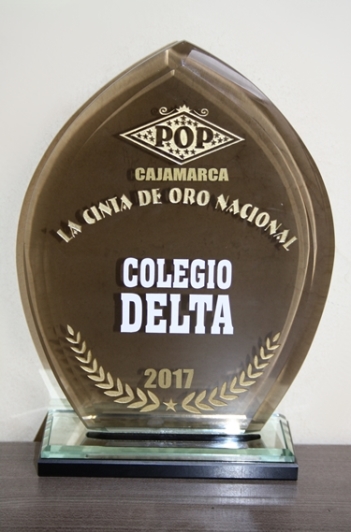 POP
CAJAMARCA
LA CINTA DE ORO NACIONAL
COLEGIO
DELTA
2017